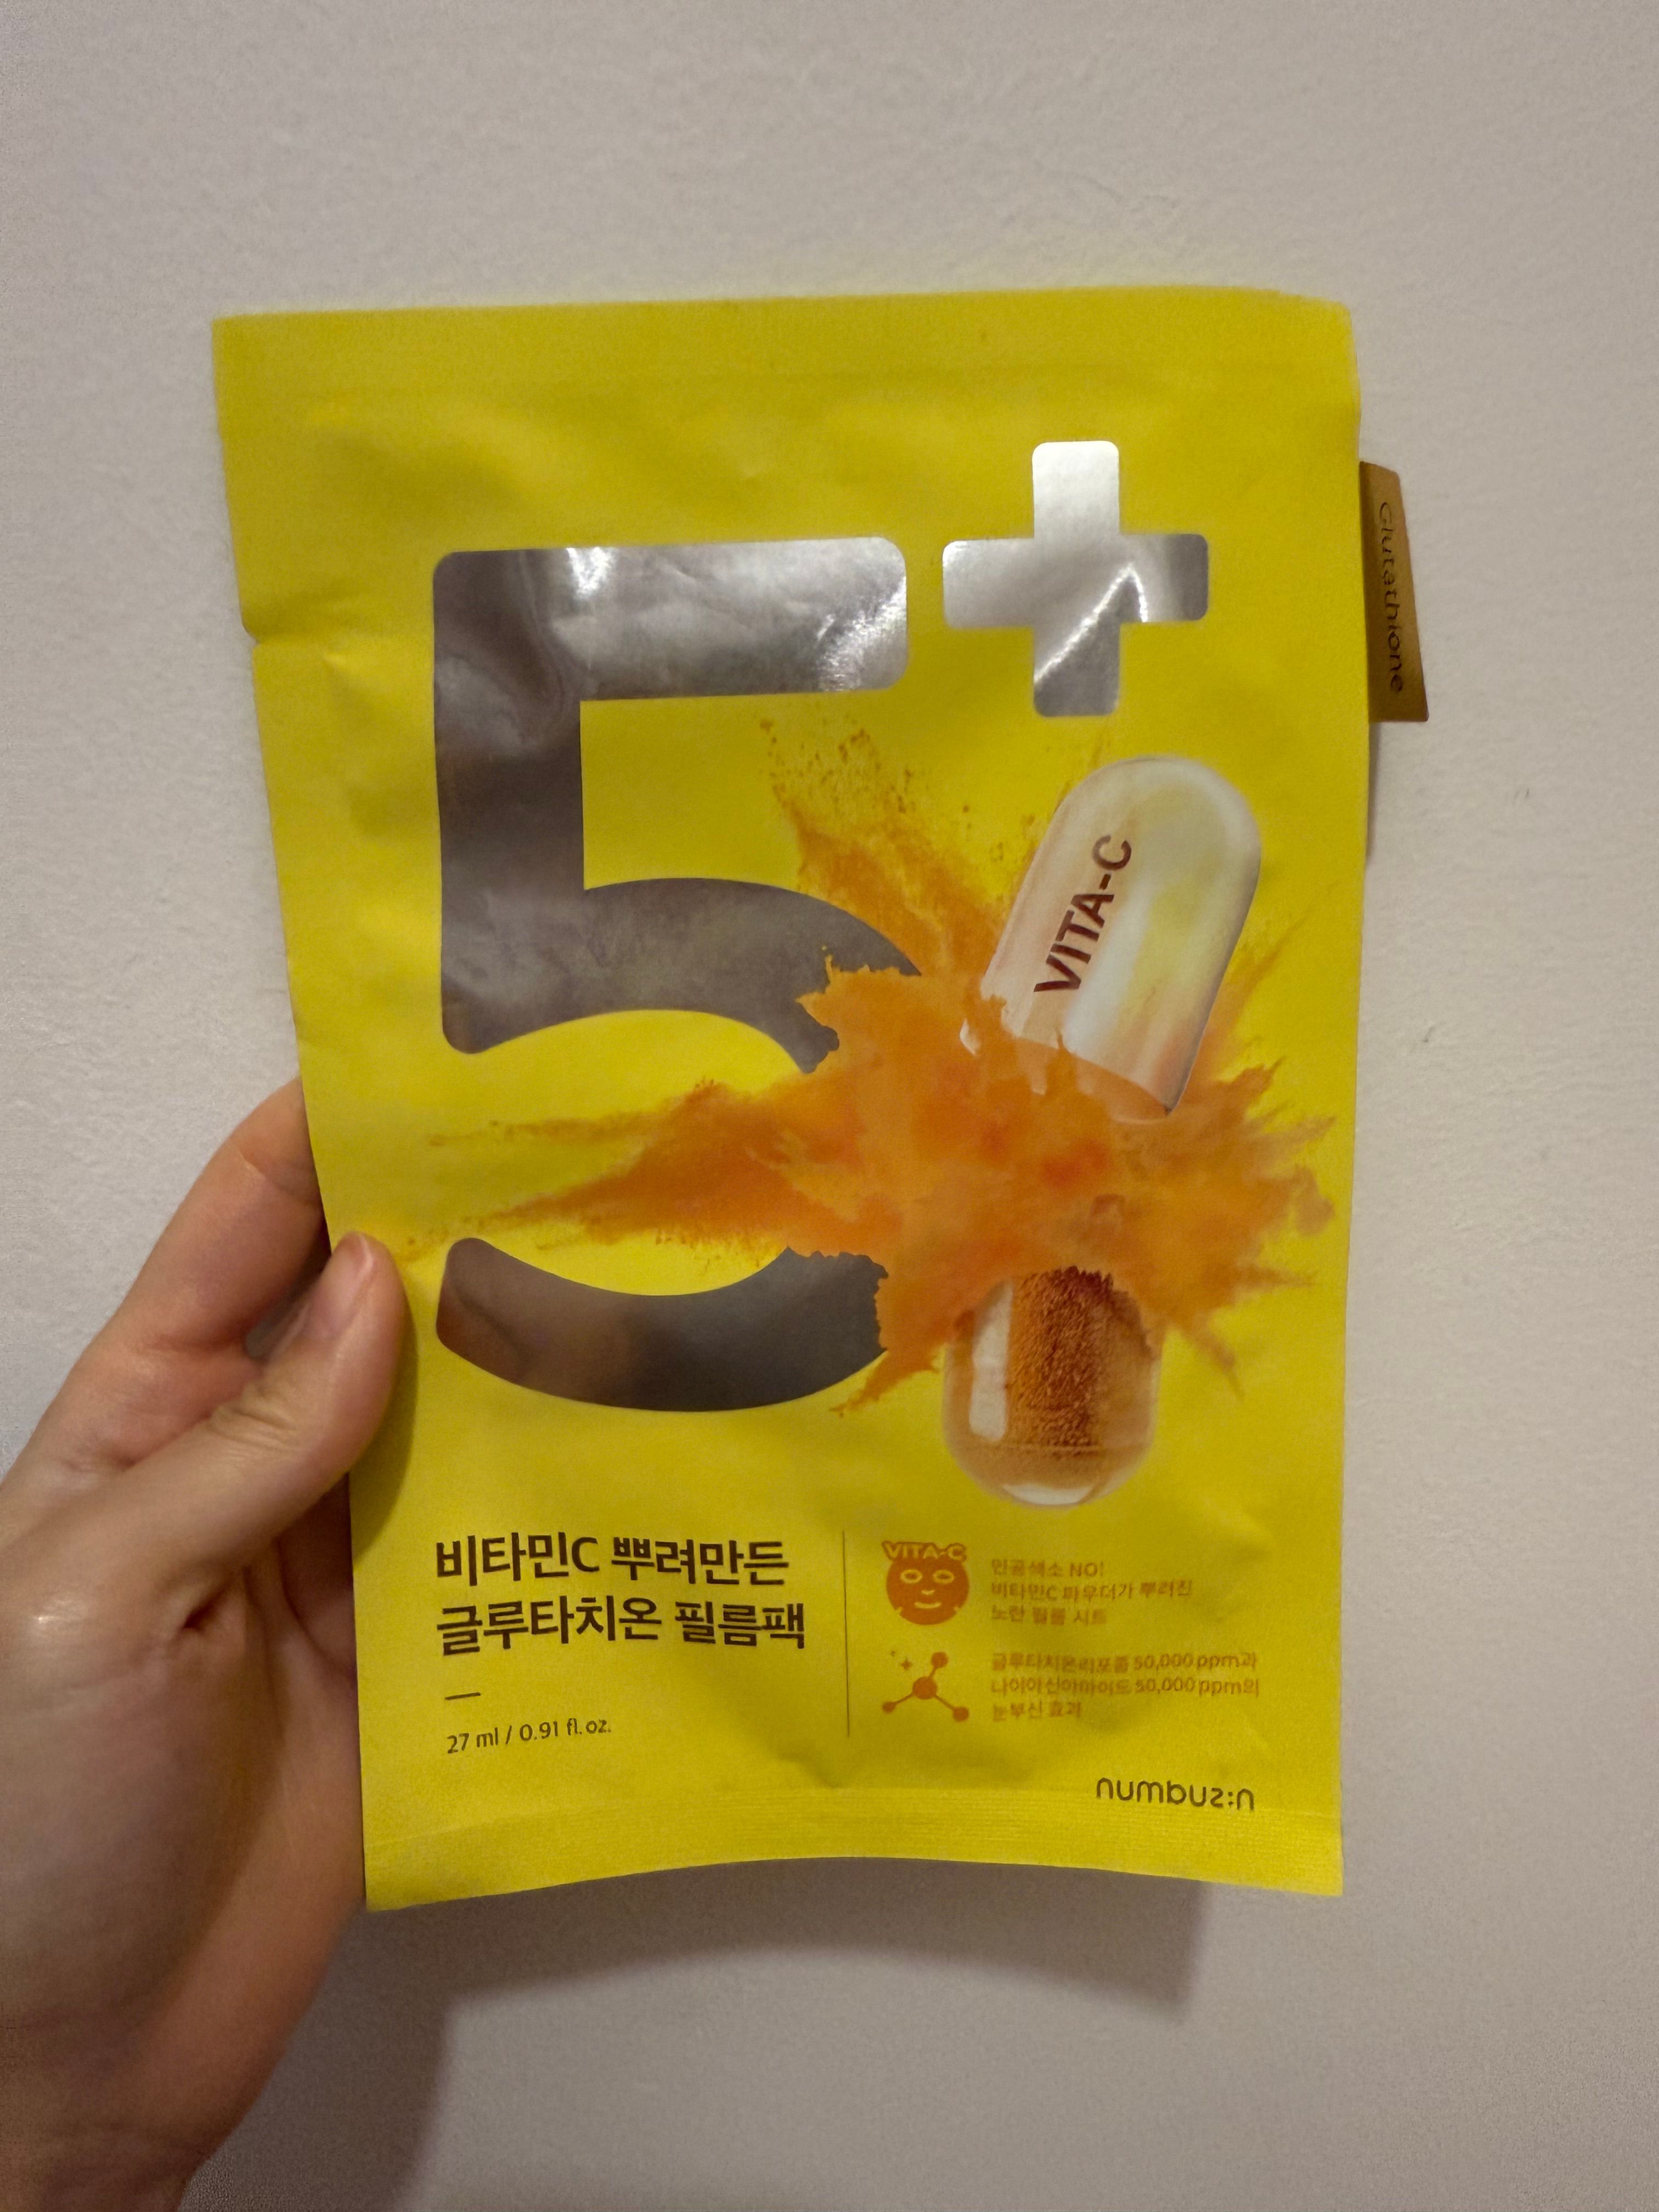 5+
Glutathione
VITA-C
비타민C 뿌려만든
글루타치온 필름팩
27 ml / 0.91 fl. oz.
VITA-C
인공색소 NO!
비타민C 파우더가 뿌려진
노란 필름 시트
글루타치온리포좀 50,000 ppm과
나이아신아마이드 50,000 ppm의
눈부신 효과
numbuz:n